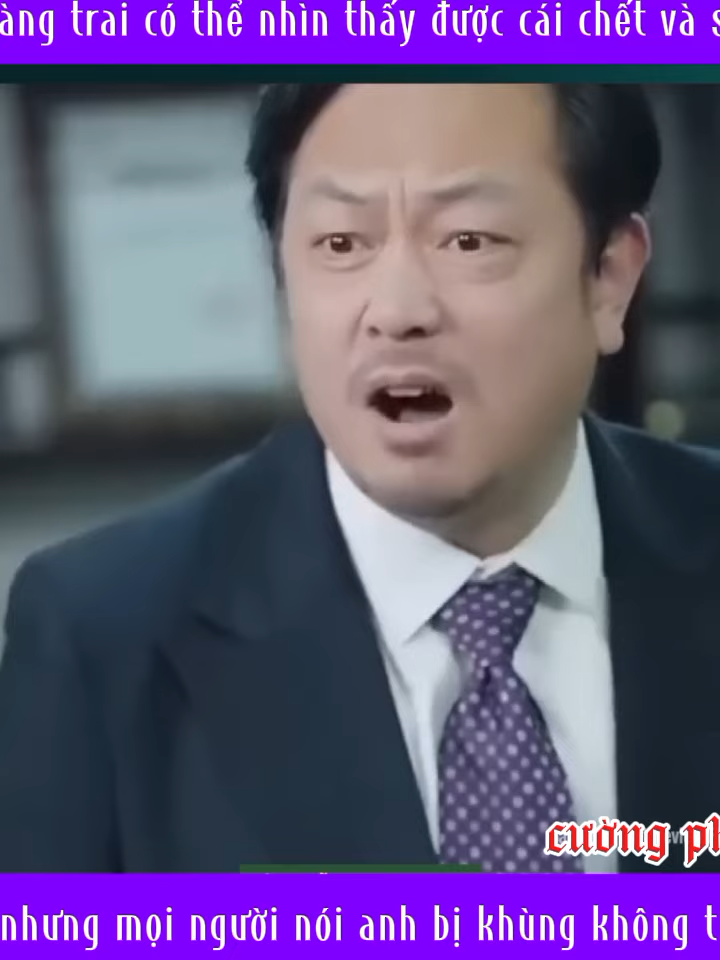 àng trai có thể nhìn thấy được cái chết và s
cường ph
nhưng mọi người nói anh bị khùng không t